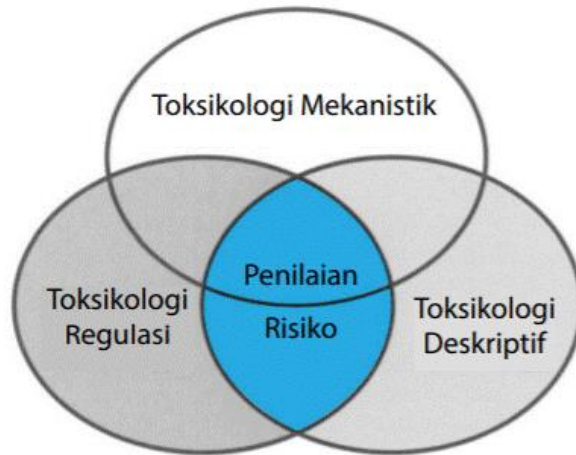 Toksikologi Mekanistik
Penilaian
Risiko
Toksikologi
Regulasi
Toksikologi
Deskriptif